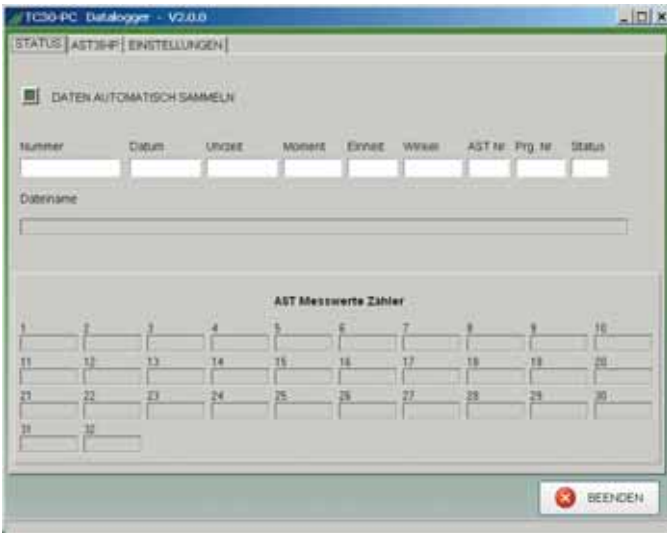 TC30-PC Datalogger - V2.0.0
STATUS EINSTELLUNGEN
DATEN AUTOMATISCH SAMMELN
Nummer Datum Uhrzeit Moment Einheit Winkel AST Nr. Prg. Nr. Status
Dateiname
AST Messwerte Zähler
1 2 3 4 5 6 7 8 9 10
11 12 13 14 15 16 17 18 19 20
21 22 23 24 25 26 27 28 29 30
31 32
BEENDEN